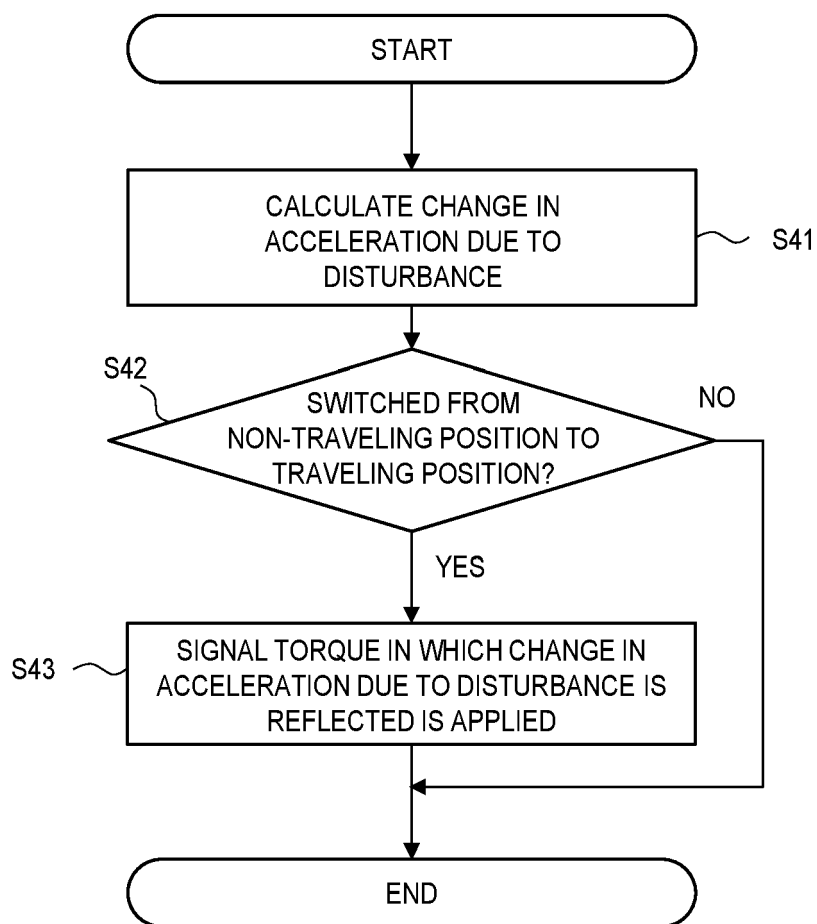 START
CALCULATE CHANGE IN
ACCELERATION DUE TO
DISTURBANCE
S41
S42
SWITCHED FROM
NON-TRAVELING POSITION TO
TRAVELING POSITION?
NO
YES
S43
SIGNAL TORQUE IN WHICH CHANGE IN
ACCELERATION DUE TO DISTURBANCE IS
REFLECTED IS APPLIED
END